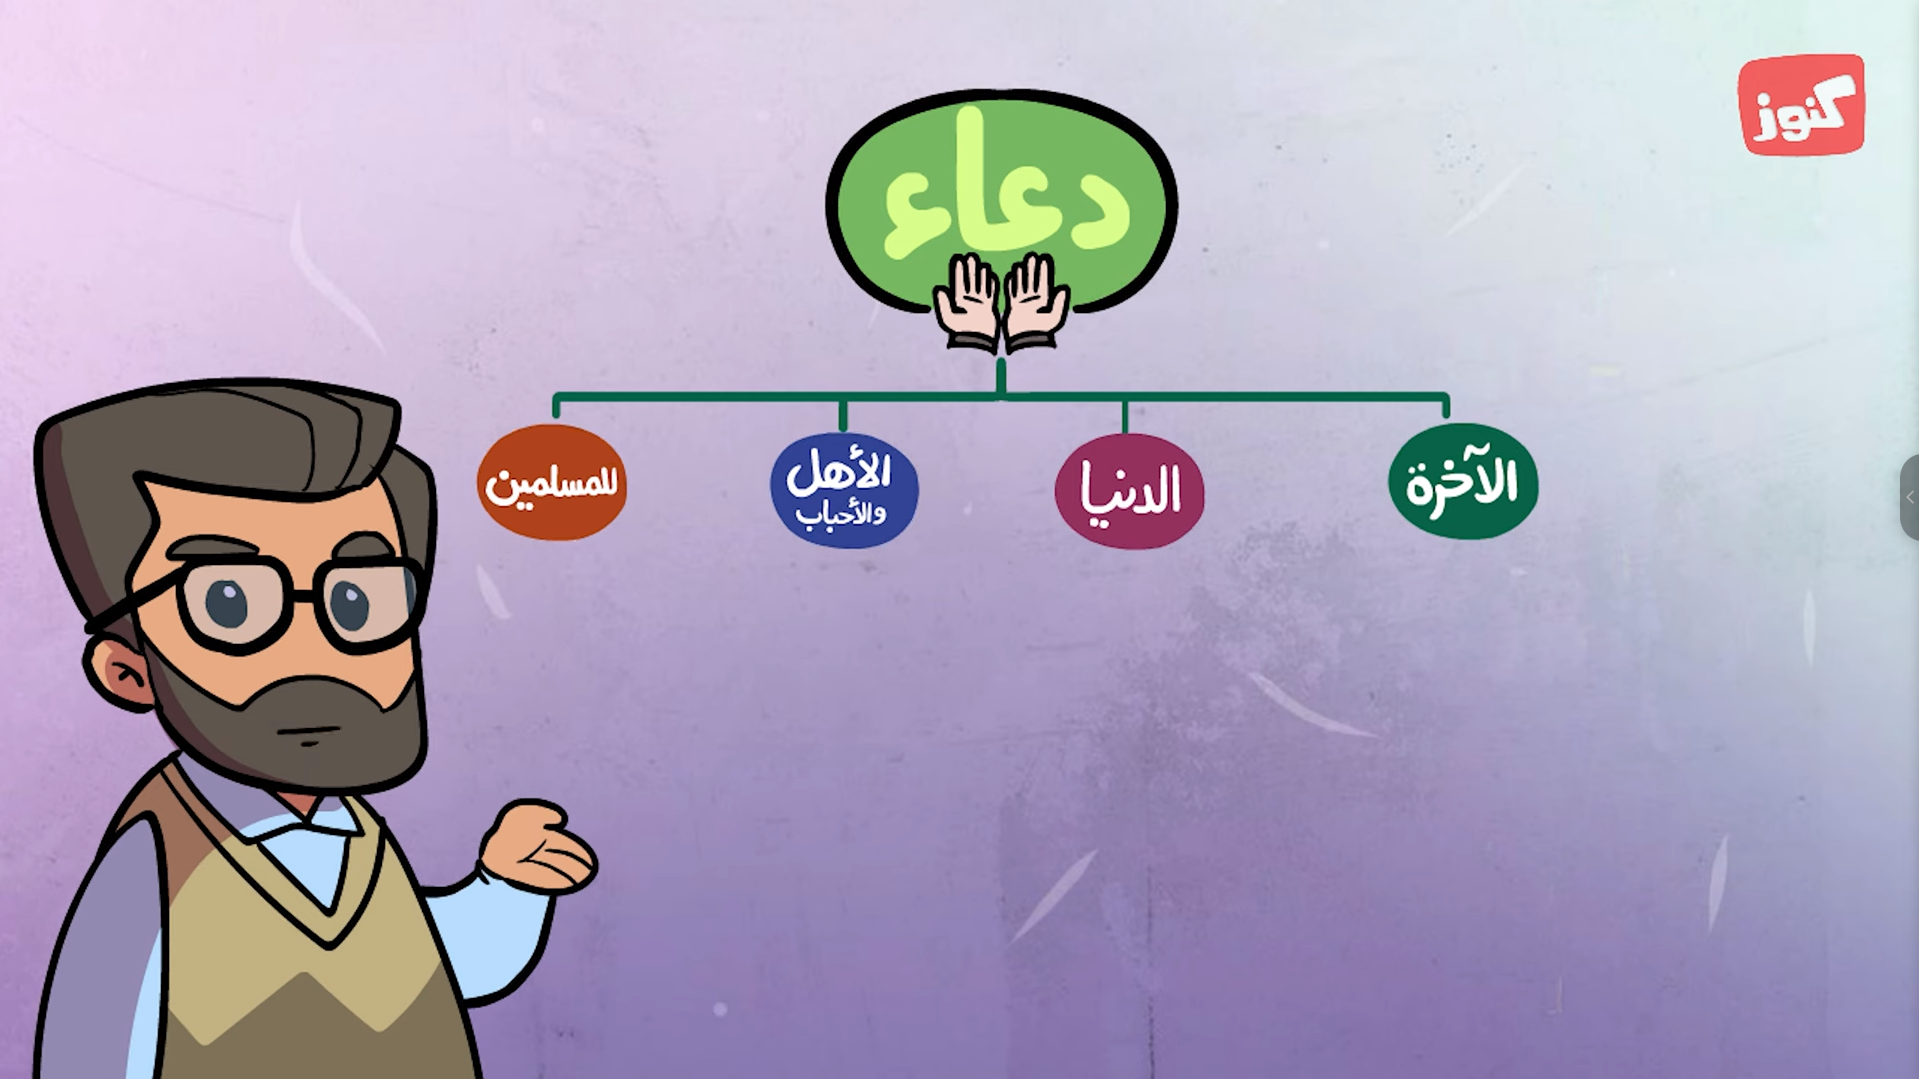 كنوز
دعاء
الآخرة
الدنيا
الأهل
والأحباب
للمسلمين